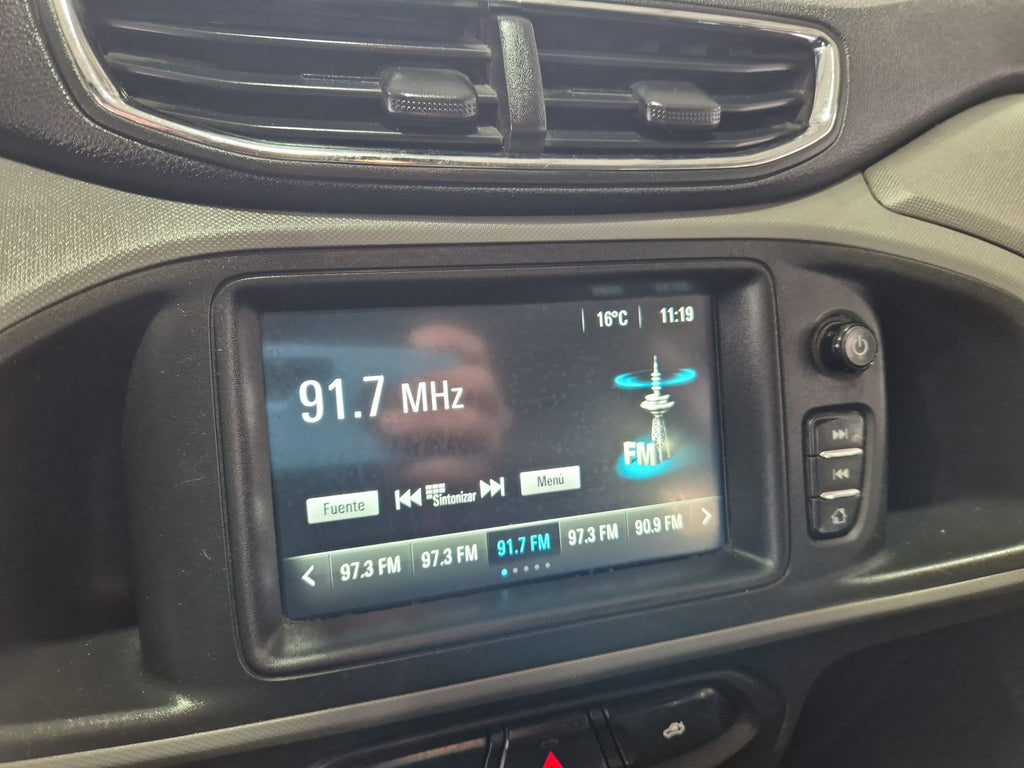 16°C 11:19
91.7 MHz
FM
Fuente Sintonizar Menú
97.3 FM 97.3 FM 91.7 FM 97.3 FM 90.9 FM